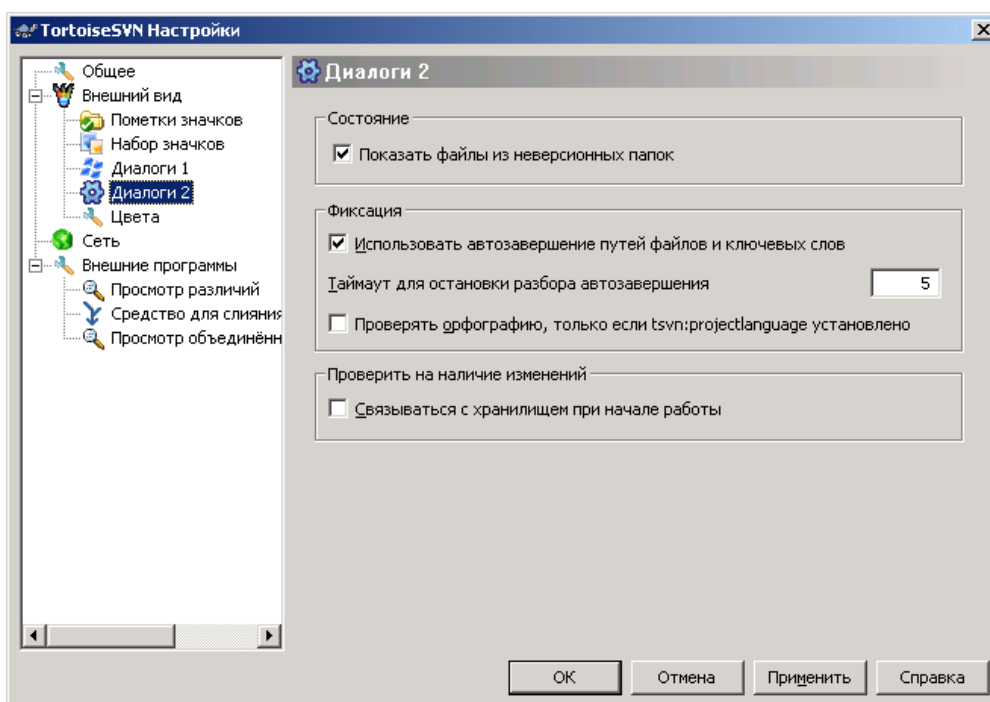 TortoiseSVN Настройки
Общее
Внешний вид
Пометки значков
Набор значков
Диалоги 1
Диалоги 2
Цвета
Сеть
Внешние программы
Просмотр различий
Средство для слияния
Просмотр объединённ
Диалоги 2
Состояние
Показать файлы из неверсионных папок
Фиксация
Использовать автозавершение путей файлов и ключевых слов
Таймаут для остановки разбора автозавершения 5
Проверять орфографию, только если tsvn:projectlanguage установлено
Проверить на наличие изменений
Связываться с хранилищем при начале работы
OK Отмена Применить Справка